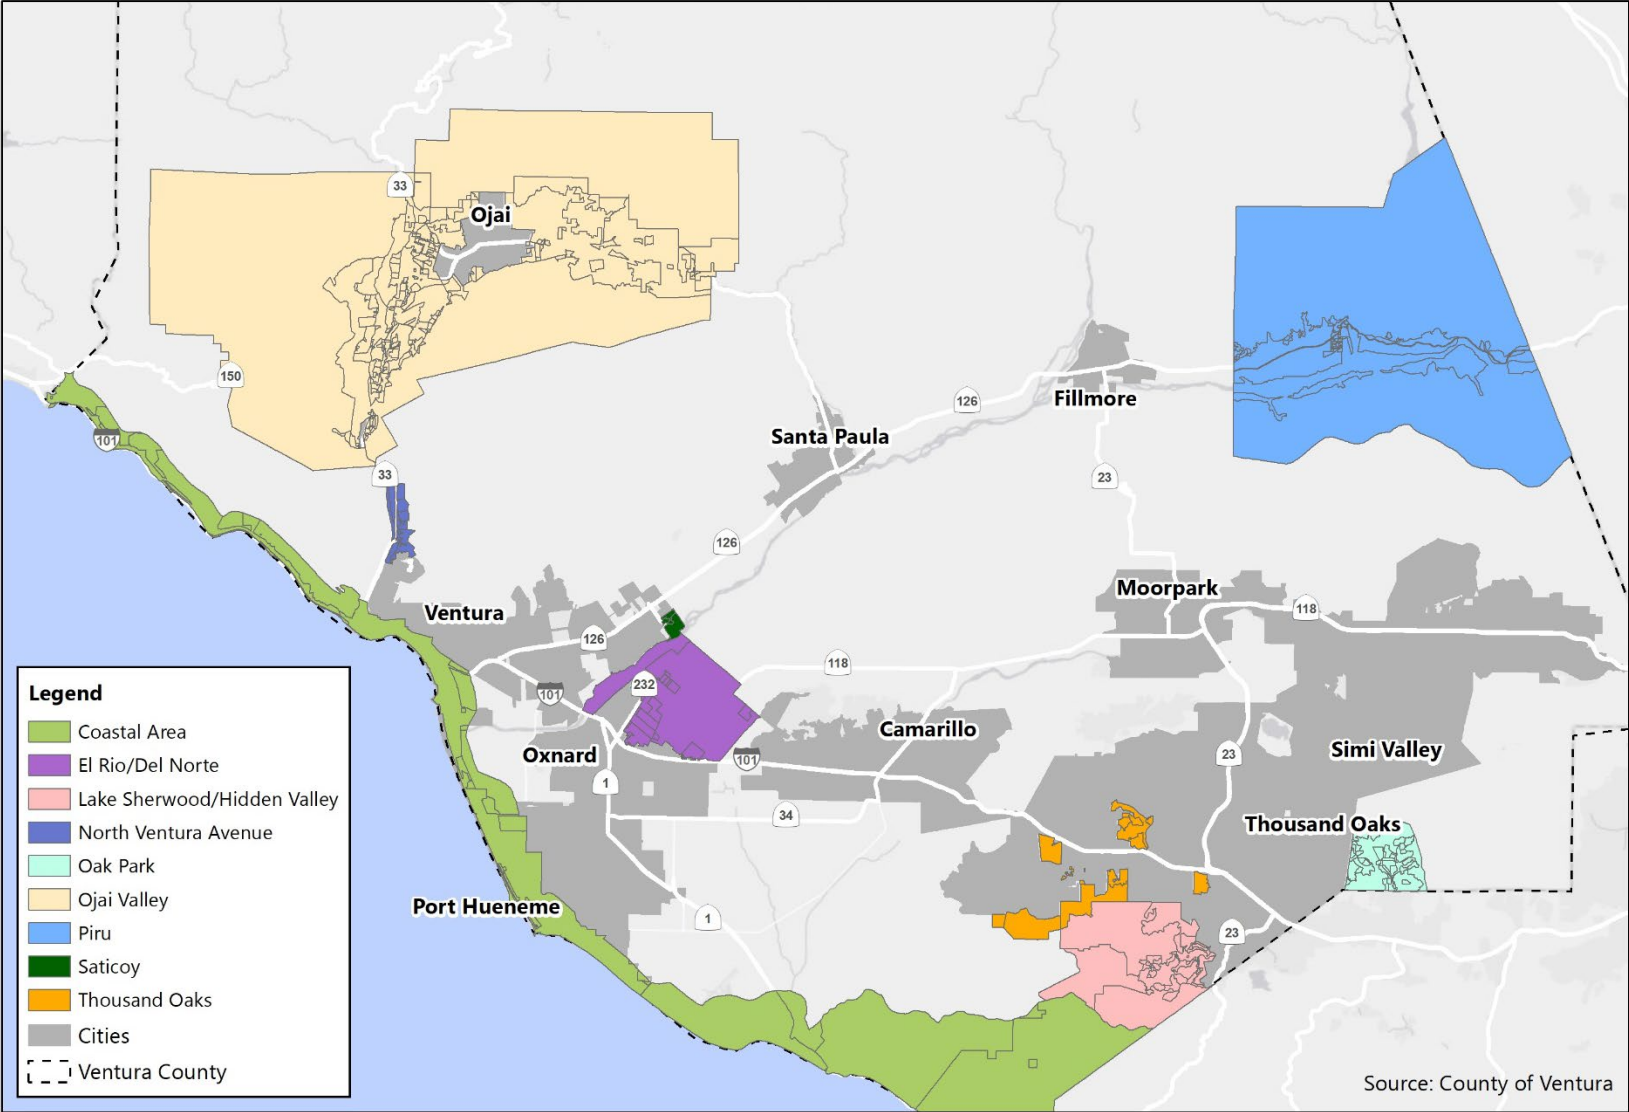 33
Ojai
150
101
33
126
Fillmore
Santa Paula
23
126
Moorpark
118
Ventura
126
118
232
101
Camarillo
Oxnard
101
Simi Valley
23
1
34
Thousand Oaks
Port Hueneme
1
23
Legend
Coastal Area
El Rio/Del Norte
Lake Sherwood/Hidden Valley
North Ventura Avenue
Oak Park
Ojai Valley
Piru
Saticoy
Thousand Oaks
Cities
Ventura County
Source: County of Ventura